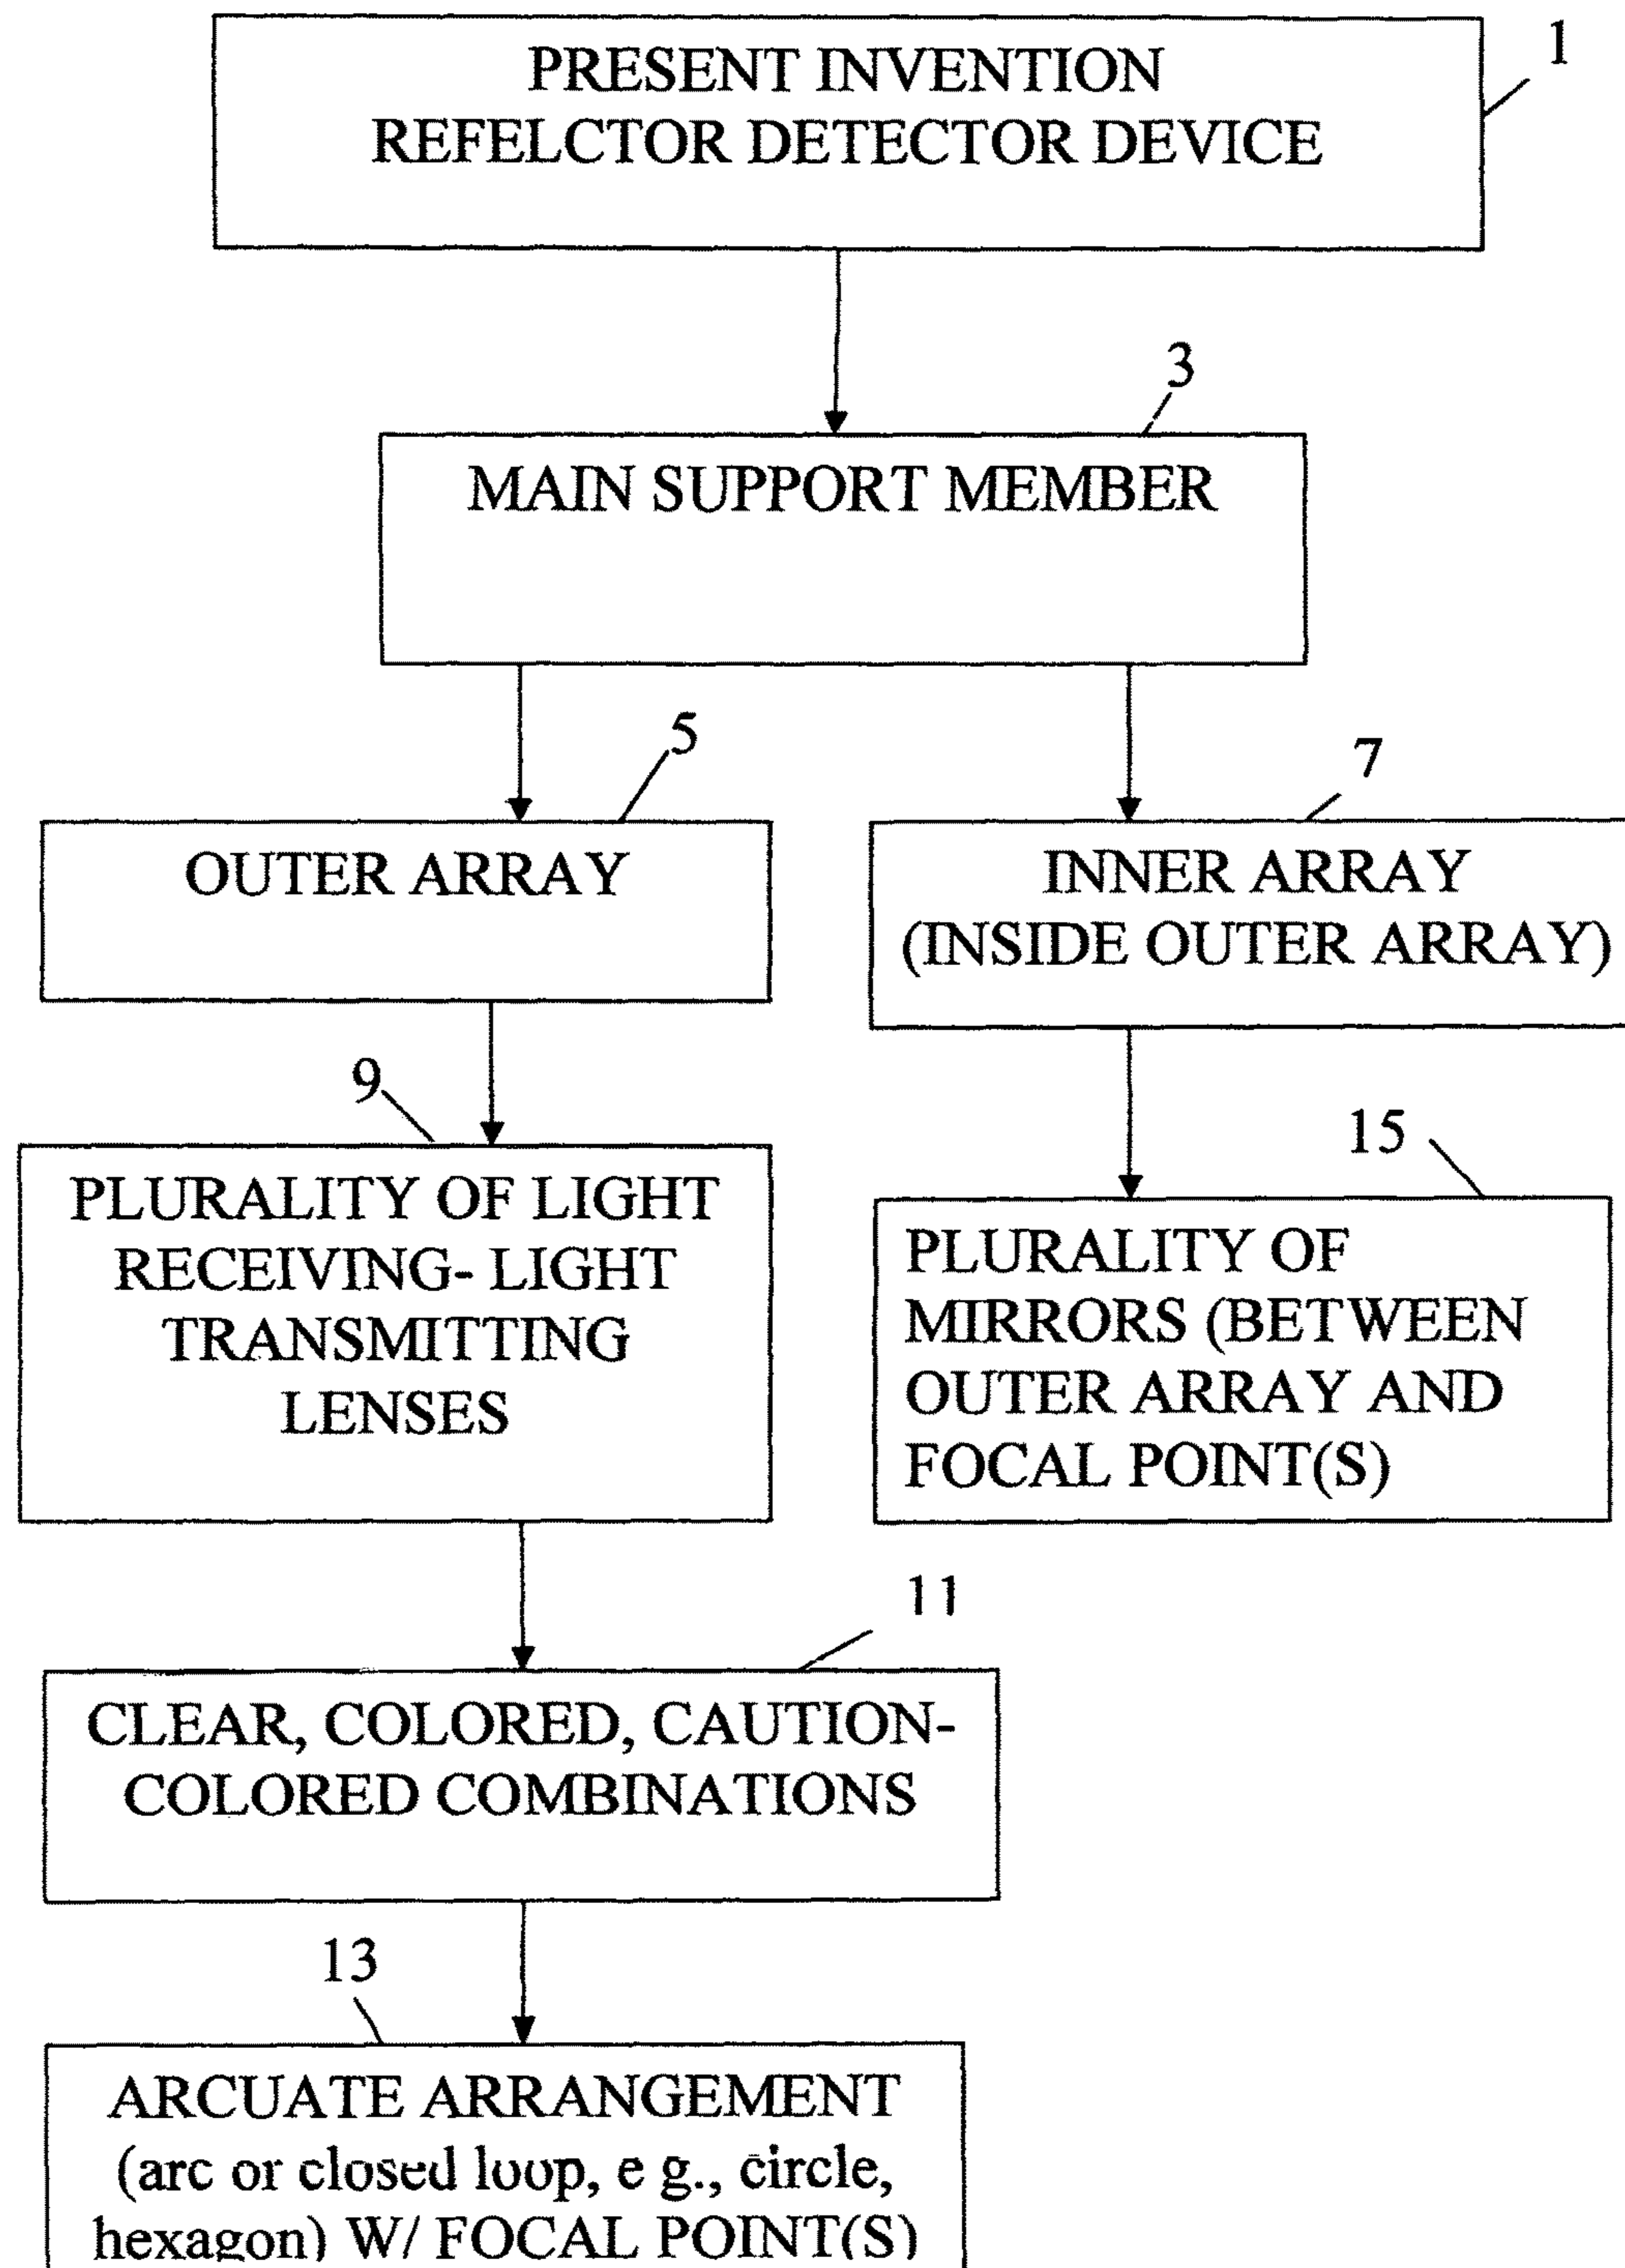 1
PRESENT INVENTION
REFELCTOR DETECTOR DEVICE
3
MAIN SUPPORT MEMBER
5
OUTER ARRAY
7
INNER ARRAY
(INSIDE OUTER ARRAY)
9
PLURALITY OF LIGHT
RECEIVING- LIGHT
TRANSMITTING
LENSES
15
PLURALITY OF
MIRRORS (BETWEEN
OUTER ARRAY AND
FOCAL POINT(S)
11
CLEAR, COLORED, CAUTION-
COLORED COMBINATIONS
13
ARCUATE ARRANGEMENT
(arc or closed loop, e g., circle,
hexagon) W/ FOCAL POINT(S)